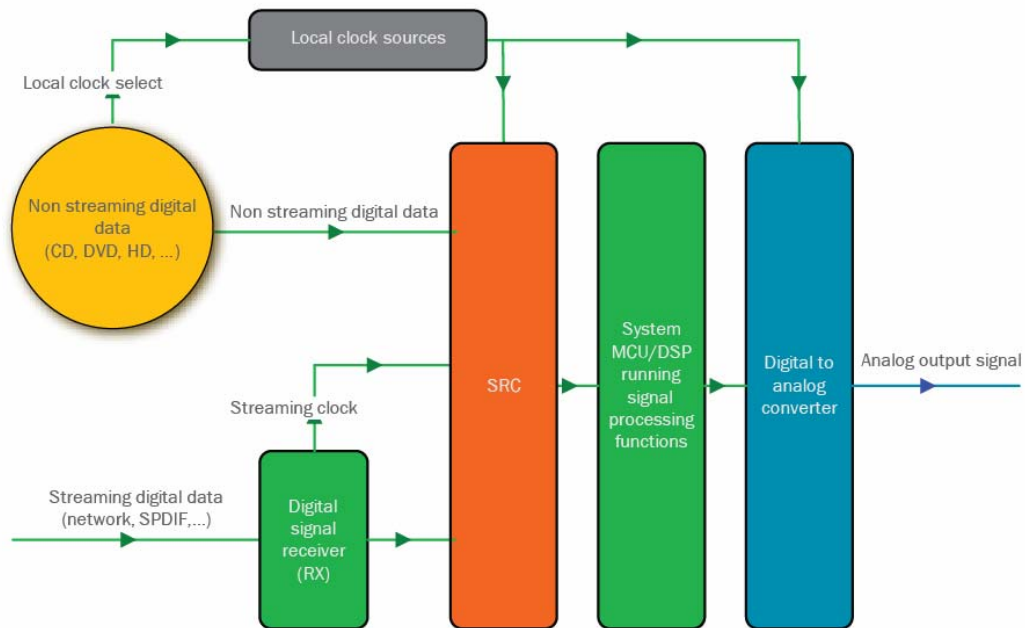 Local clock sources
Local clock select
Non streaming digital
data
(CD, DVD, HD, ...)
Non streaming digital data
Streaming clock
Streaming digital data
(network, SPDIF,...)
Digital
signal
receiver
(RX)
SRC
System
MCU/DSP
running
signal
processing
functions
Digital to
analog
converter
Analog output signal